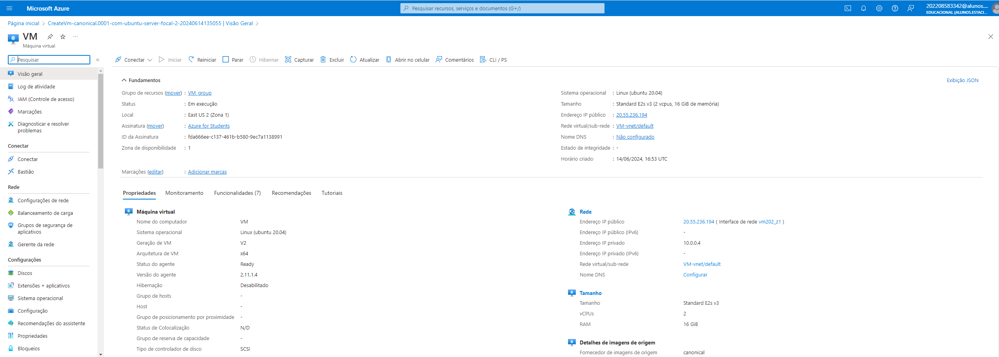 Microsoft Azure
Pesquisar recursos, serviços e documentos (G+/)
202208583342@alunos....
EDUCACIONAL (ALUNOS.ESTACI...
Página inicial > CreateVm-canonical.0001-com-ubuntu-server-focal-2-20240614135055 | Visão Geral >
VM
Máquina virtual
Pesquisar
Conectar Iniciar Reiniciar Parar Hibernar Capturar Excluir Atualizar Abrir no celular Comentários CLI / PS
Visão geral
Log de atividade
IAM (Controle de acesso)
Marcações
Diagnosticar e resolver
problemas
Conectar
Conectar
Bastião
Rede
Configurações de rede
Balanceamento de carga
Grupos de segurança de
aplicativos
Gerente da rede
Configurações
Discos
Extensões + aplicativos
Sistema operacional
Configuração
Recomendações do assistente
Propriedades
Bloqueios
Fundamentos
Exibição JSON
Grupo de recursos (mover) : VM_group
Status : Em execução
Local : East US 2 (Zona 1)
Assinatura (mover) : Azure for Students
ID da Assinatura : fda666ee-c137-461b-b580-9ec7a1138991
Zona de disponibilidade : 1
Sistema operacional : Linux (ubuntu 20.04)
Tamanho : Standard E2s v3 (2 vcpus, 16 GiB de memória)
Endereço IP público : 20.55.236.194
Rede virtual/sub-rede : VM-vnet/default
Nome DNS : Não configurado
Estado de integridade : -
Horário criado : 14/06/2024, 16:53 UTC
Marcações (editar) : Adicionar marcas
Propriedades Monitoramento Funcionalidades (7) Recomendações Tutoriais
Máquina virtual
Nome do computador VM
Sistema operacional Linux (ubuntu 20.04)
Geração de VM V2
Arquitetura de VM x64
Status do agente Ready
Versão do agente 2.11.1.4
Hibernação Desabilitado
Grupo de hosts -
Host -
Grupo de posicionamento por proximidade -
Status de Colocalização N/D
Grupo de reserva de capacidade -
Tipo de controlador de disco SCSI
Rede
Endereço IP público 20.55.236.194 ( Interface de rede vm202_z1 )
Endereço IP público (IPv6) -
Endereço IP privado 10.0.0.4
Endereço IP privado (IPv6) -
Rede virtual/sub-rede VM-vnet/default
Nome DNS Configurar
Tamanho
Tamanho Standard E2s v3
vCPUs 2
RAM 16 GiB
Detalhes de imagens de origem
Fornecedor de imagens de origem canonical